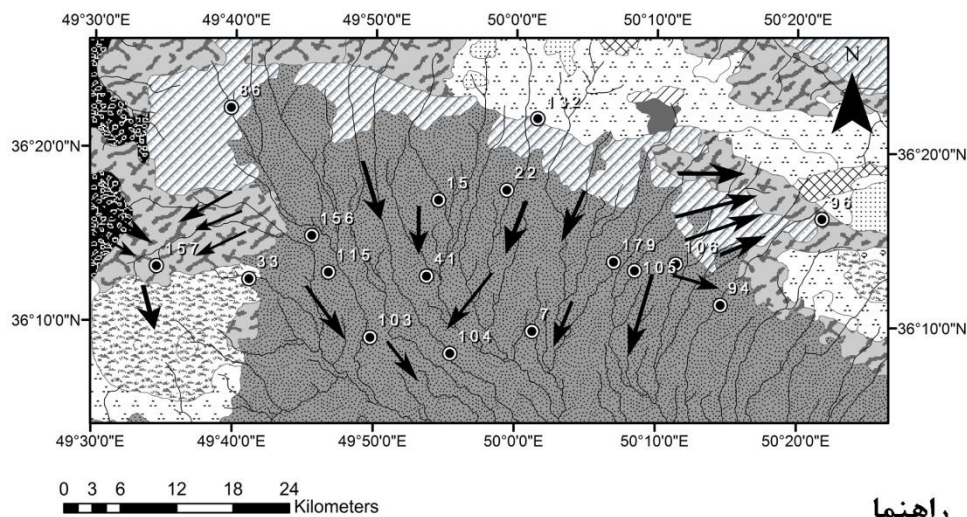 49°30'0"E 49°40'0"E 49°50'0"E 50°0'0"E 50°10'0"E 50°20'0"E
N
86
132
36°20'0"N 36°20'0"N
15 22
96
156
157 115 41 179 106
33 105
94
36°10'0"N 36°10'0"N
103 7
104
49°30'0"E 49°40'0"E 49°50'0"E 50°0'0"E 50°10'0"E 50°20'0"E
0 3 6 12 18 24
Kilometers
راهنما